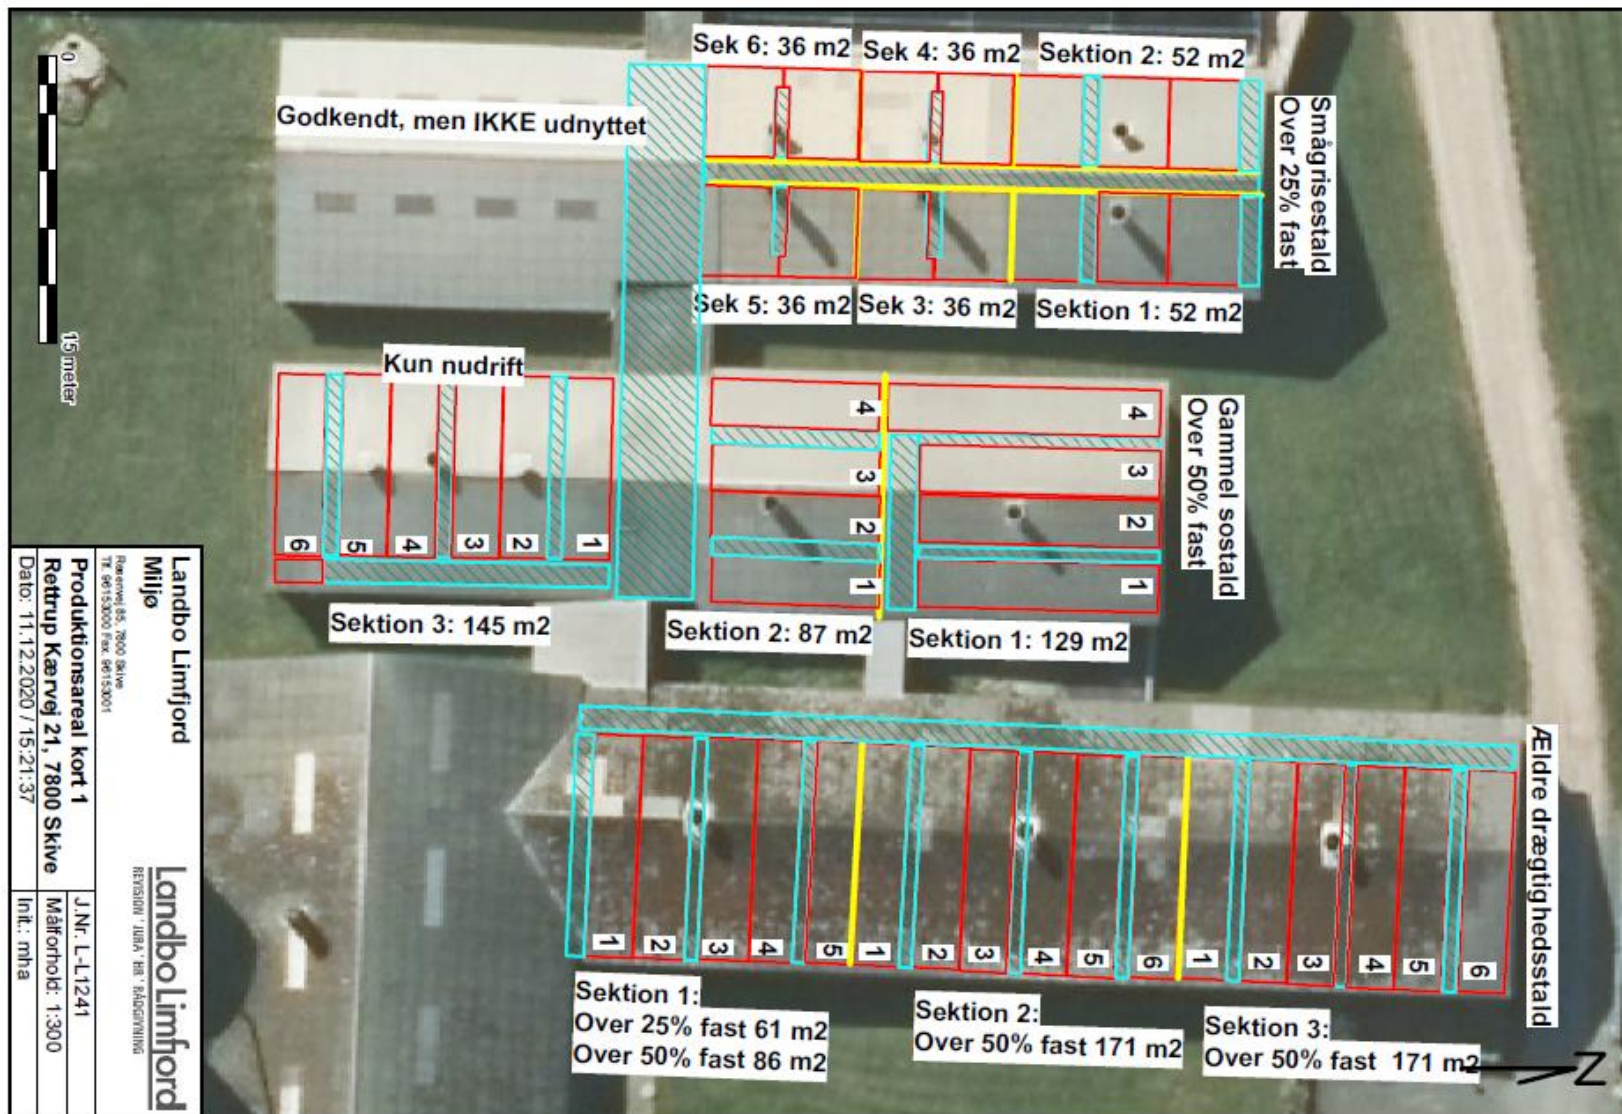 Sek 6: 36 m2
Sek 4: 36 m2
Sektion 2: 52 m2
Godkendt, men IKKE udnyttet
Smågrisestald
Over 25% fast
Sek 5: 36 m2
Sek 3: 36 m2
Sektion 1: 52 m2
0
15 meter
Kun nudrift
6
5
4
3
2
1
Sektion 3: 145 m2
4
3
2
1
Sektion 2: 87 m2
4
3
2
1
Sektion 1: 129 m2
Gammel sostald
Over 50% fast
Ældre drægtighedsstald
1
2
3
4
5
1
2
3
4
5
6
1
2
3
4
5
6
Sektion 1:
Over 25% fast 61 m2
Over 50% fast 86 m2
Sektion 2:
Over 50% fast 171 m2
Sektion 3:
Over 50% fast 171 m2
N
Landbo Limfjord
Miljø
7800 Skive
Tlf. 96153000 Fax. 96153001
LandboLimfjord
REVISION ' JURA ' HR ' RÅDGIVNING
Produktionsareal kort 1
Rettrup Kærvej 21, 7800 Skive
Dato: 11.12.2020 / 15:21:37
J.Nr. L-L1241
Målforhold: 1:300
Init.: mha